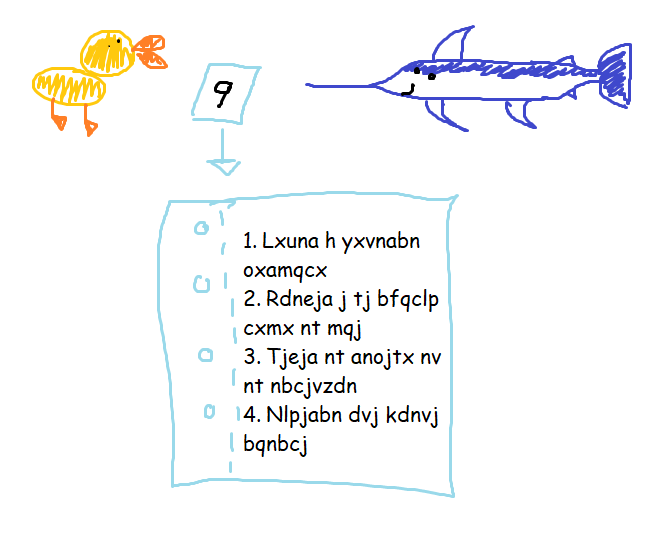 9
1. Lxuna h yxvnabn
oxamqcx
2. Rdneja j tj bfqclp
cxmx nt mqj
3. Tjeja nt anojtx nv
nt nbcjvzdn
4. Nlpjabn dvj kdnvj
bqnbcj